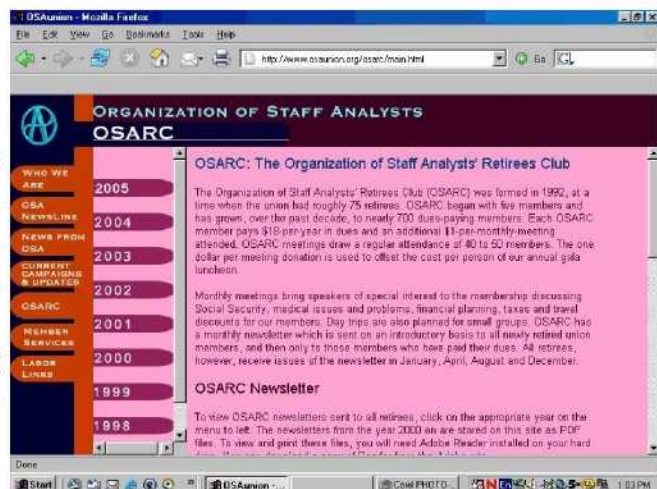 OSAunion - Mozilla Firefox
File Edit View Go Bookmarks Tools Help
http://www.osaunion.org/osarc/main.html
Go
ORGANIZATION OF STAFF ANALYSTS
OSARC
WHO WE
ARE
OSA
NEWSLINE
NEWS FROM
OSA
CURRENT
CAMPAIGNS
& UPDATES
OSARC
MEMBER
SERVICES
LABOR
LINKS
2005
2004
2003
2002
2001
2000
1999
1998
OSARC: The Organization of Staff Analysts' Retirees Club
The Organization of Staff Analysts' Retirees Club (OSARC) was formed in 1992, at a
time when the union had roughly 75 retirees. OSARC began with five members and
has grown, over the past decade, to nearly 700 dues-paying members. Each OSARC
member pays $18-per-year in dues and an additional $1-per-monthly-meeting
attended. OSARC meetings draw a regular attendance of 40 to 50 members. The one
dollar per meeting donation is used to offset the cost per person of our annual gala
luncheon.
Monthly meetings bring speakers of special interest to the membership discussing
Social Security, medical issues and problems, financial planning, taxes and travel
discounts for our members. Day trips are also planned for small groups. OSARC has
a monthly newsletter which is sent on an introductory basis to all newly retired union
members, and then only to those members who have paid their dues. All retirees,
however, receive issues of the newsletter in January, April, August and December.
OSARC Newsletter
To view OSARC newsletters sent to all retirees, click on the appropriate year on the
menu to left. The newsletters from the year 2000 on are stored on this site as PDF
files. To view and print these files, you will need Adobe Reader installed on your hard
Done
Start
OSAunion - ...
Corel PHOTO-...
1:03 PM